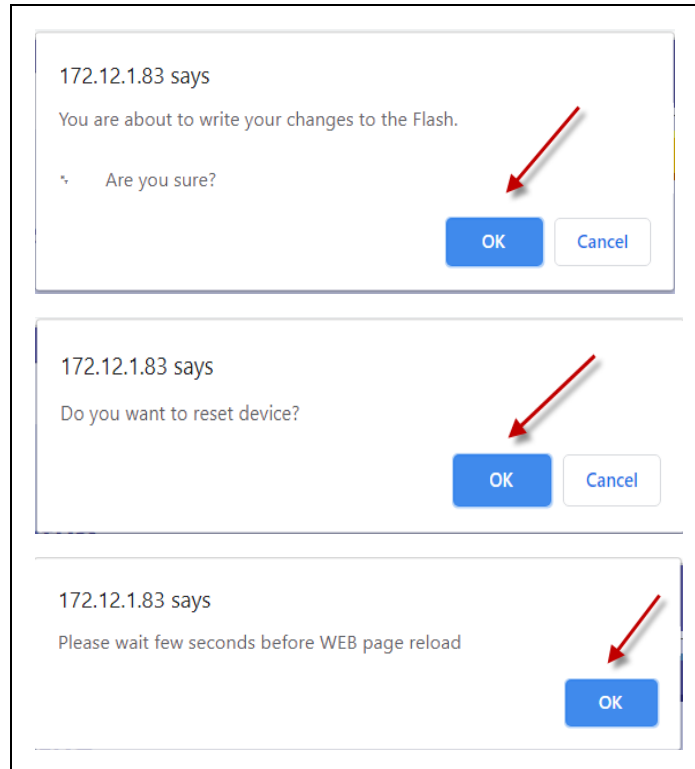 172.12.1.83 says
You are about to write your changes to the Flash.
Are you sure?
OK Cancel
172.12.1.83 says
Do you want to reset device?
OK Cancel
172.12.1.83 says
Please wait few seconds before WEB page reload
OK